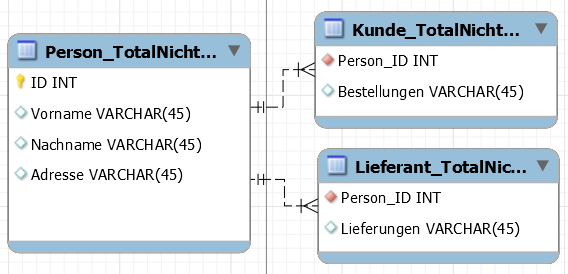 Person_TotalNicht...
ID INT
Vorname VARCHAR(45)
Nachname VARCHAR(45)
Adresse VARCHAR(45)
Kunde_TotalNicht...
Person_ID INT
Bestellungen VARCHAR(45)
Lieferant_TotalNic...
Person_ID INT
Lieferungen VARCHAR(45)